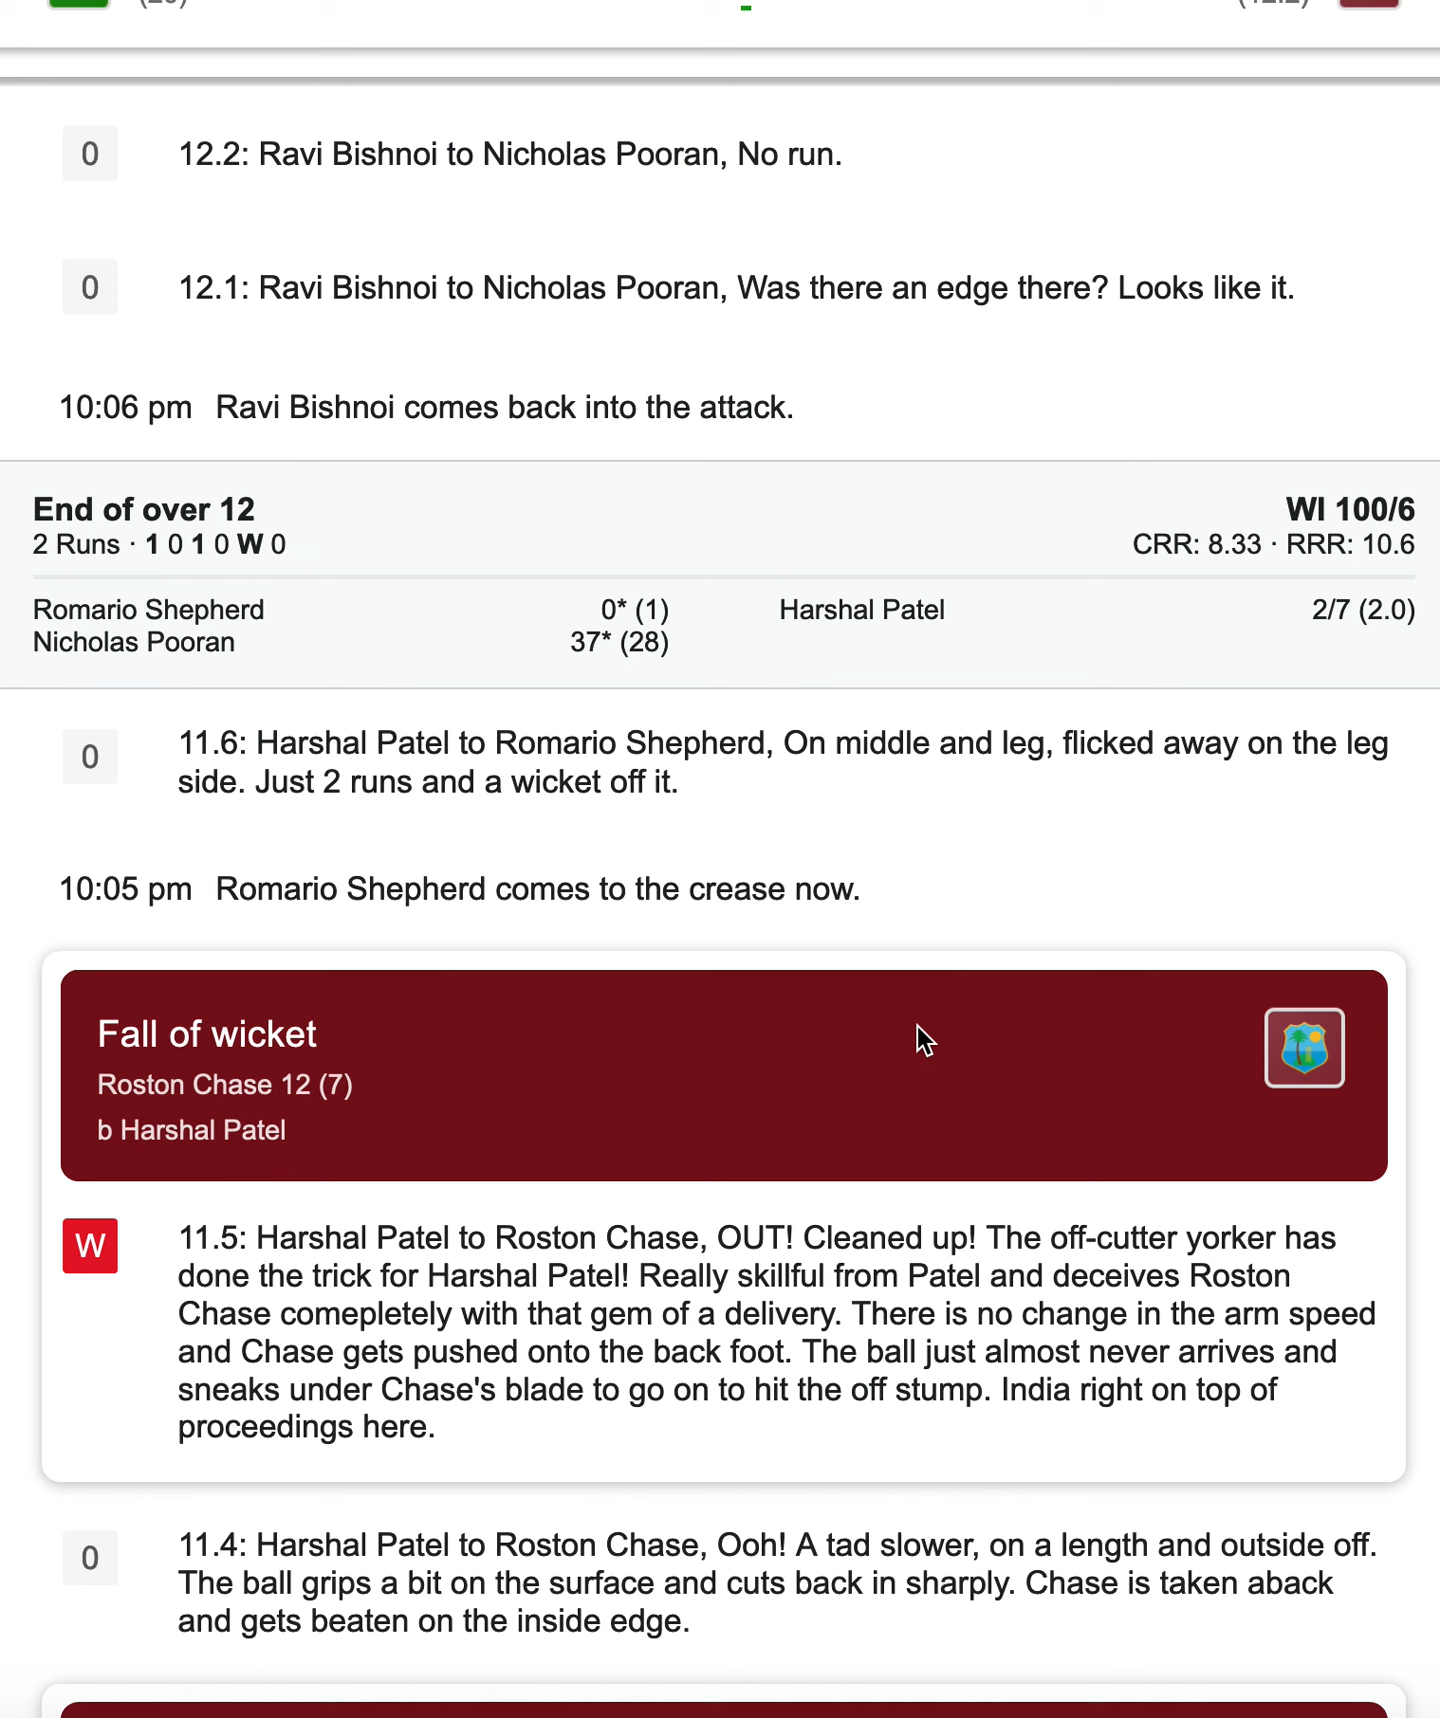 0 12.2: Ravi Bishnoi to Nicholas Pooran, No run.
0 12.1: Ravi Bishnoi to Nicholas Pooran, Was there an edge there? Looks like it.
10:06 pm Ravi Bishnoi comes back into the attack.
End of over 12 WI 100/6
2 Runs · 1 0 1 0 W 0 CRR: 8.33 · RRR: 10.6
Romario Shepherd 0* (1) Harshal Patel 2/7 (2.0)
Nicholas Pooran 37* (28)
0 11.6: Harshal Patel to Romario Shepherd, On middle and leg, flicked away on the leg
side. Just 2 runs and a wicket off it.
10:05 pm Romario Shepherd comes to the crease now.
Fall of wicket
Roston Chase 12 (7)
b Harshal Patel
W 11.5: Harshal Patel to Roston Chase, OUT! Cleaned up! The off-cutter yorker has
done the trick for Harshal Patel! Really skillful from Patel and deceives Roston
Chase comepletely with that gem of a delivery. There is no change in the arm speed
and Chase gets pushed onto the back foot. The ball just almost never arrives and
sneaks under Chase's blade to go on to hit the off stump. India right on top of
proceedings here.
0 11.4: Harshal Patel to Roston Chase, Ooh! A tad slower, on a length and outside off.
The ball grips a bit on the surface and cuts back in sharply. Chase is taken aback
and gets beaten on the inside edge.